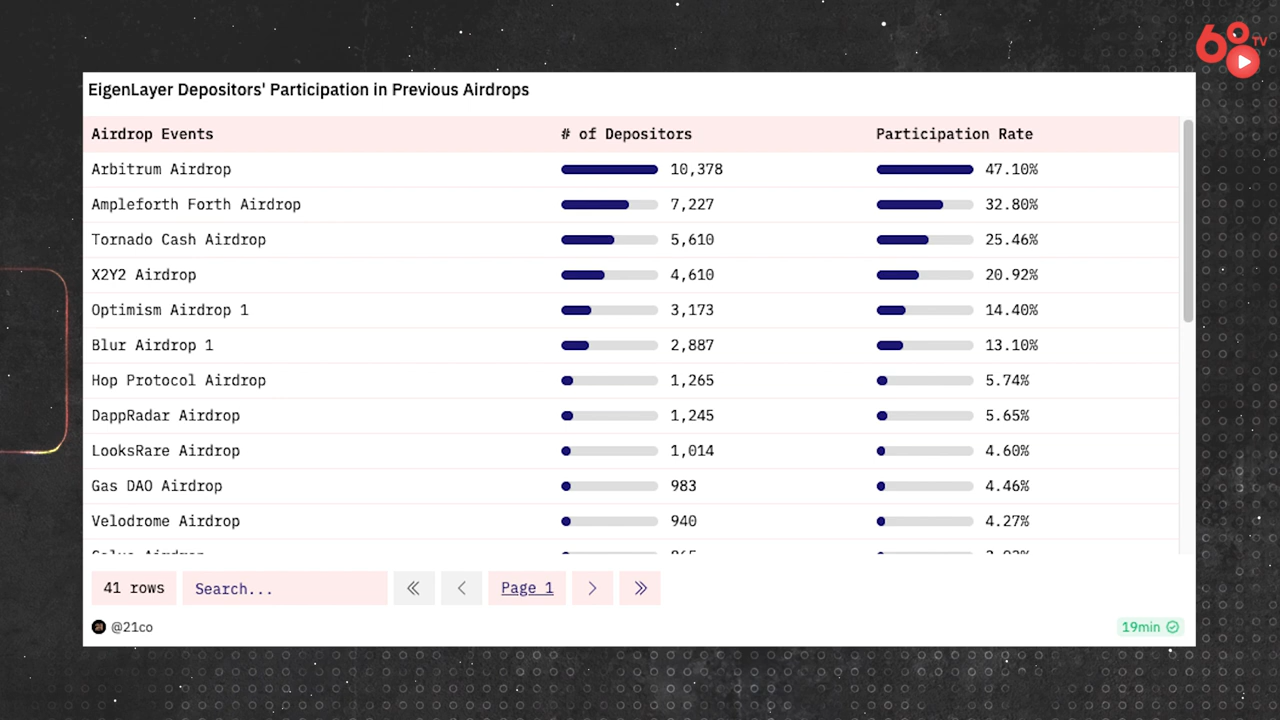 60 TV
EigenLayer Depositors' Participation in Previous Airdrops
Airdrop Events # of Depositors Participation Rate
Arbitrum Airdrop 10,378 47.10%
Ampleforth Forth Airdrop 7,227 32.80%
Tornado Cash Airdrop 5,610 25.46%
X2Y2 Airdrop 4,610 20.92%
Optimism Airdrop 1 3,173 14.40%
Blur Airdrop 1 2,887 13.10%
Hop Protocol Airdrop 1,265 5.74%
DappRadar Airdrop 1,245 5.65%
LooksRare Airdrop 1,014 4.60%
Gas DAO Airdrop 983 4.46%
Velodrome Airdrop 940 4.27%
Airdrop
41 rows Search... Page 1
@21co 19min